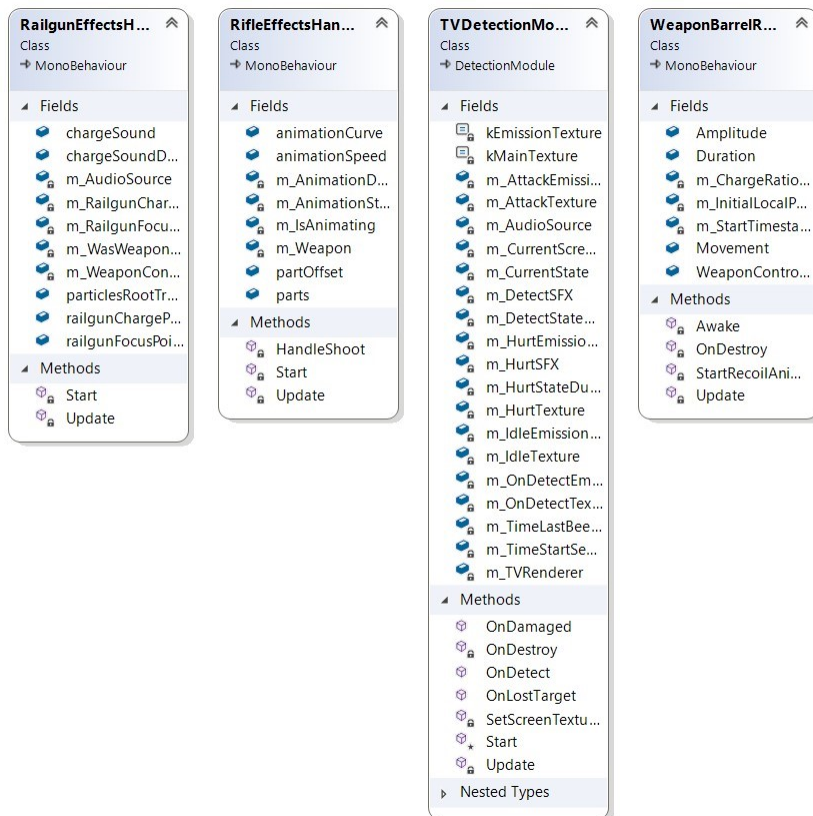 RailgunEffectsH...
Class
MonoBehaviour
Fields
chargeSound
chargeSoundD...
m_AudioSource
m_RailgunChar...
m_RailgunFocu...
m_WasWeapon...
m_WeaponCon...
particlesRootTr...
railgunChargeP...
railgunFocusPoi...
Methods
Start
Update
RifleEffectsHan...
Class
MonoBehaviour
Fields
animationCurve
animationSpeed
m_AnimationD...
m_AnimationSt...
m_IsAnimating
m_Weapon
partOffset
parts
Methods
HandleShoot
Start
Update
TVDetectionMo...
Class
DetectionModule
Fields
kEmissionTexture
kMainTexture
m_AttackEmissi...
m_AttackTexture
m_AudioSource
m_CurrentScre...
m_CurrentState
m_DetectSFX
m_DetectState...
m_HurtEmissio...
m_HurtSFX
m_HurtStateDu...
m_HurtTexture
m_IdleEmission...
m_IdleTexture
m_OnDetectEm...
m_OnDetectTex...
m_TimeLastBee...
m_TimeStartSe...
m_TVRenderer
Methods
OnDamaged
OnDestroy
OnDetect
OnLostTarget
SetScreenTextu...
Start
Update
Nested Types
WeaponBarrelR...
Class
MonoBehaviour
Fields
Amplitude
Duration
m_ChargeRatio...
m_InitialLocalP...
m_StartTimesta...
Movement
WeaponContro...
Methods
Awake
OnDestroy
StartRecoilAni...
Update